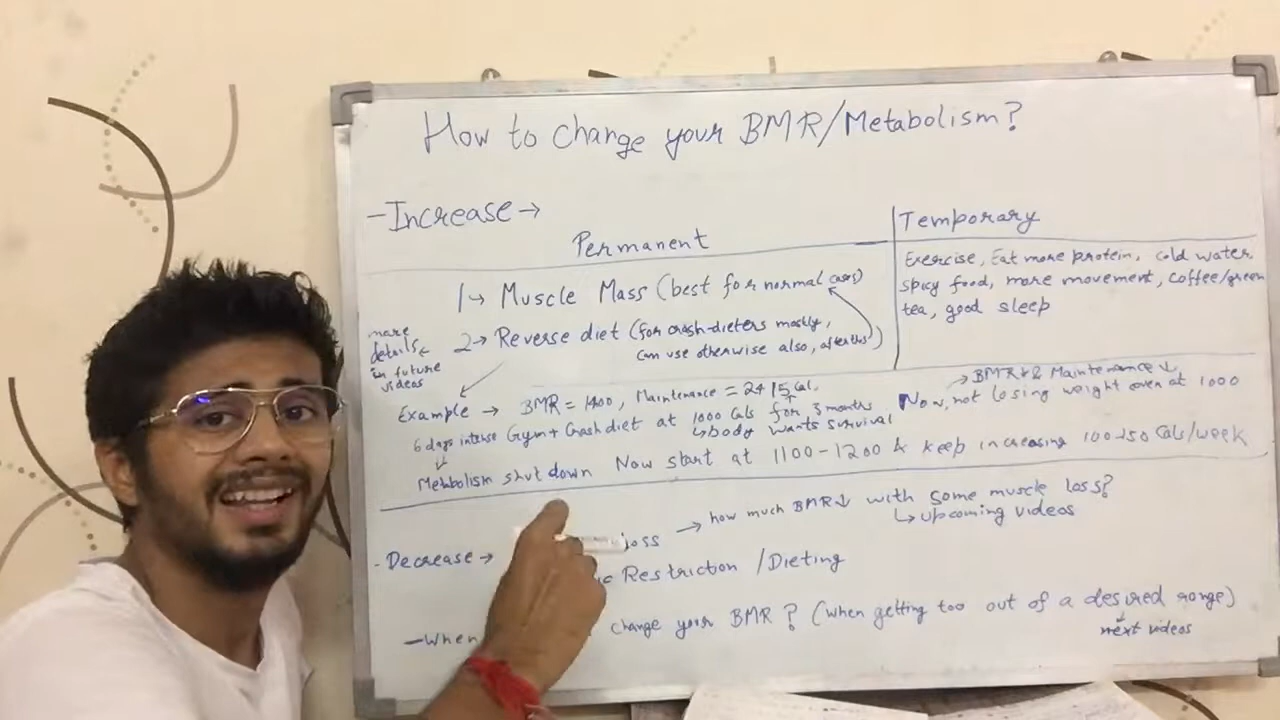 How to change your BMR/Metabolism?
-Increase→
Permanent
Temporary
Exercise, Eat more protein, cold water,
spicy food, more movement, coffee/green
tea, good sleep
1→ Muscle Mass (best for normal cases)
more
details←
in future
videos
2→ Reverse diet (for crash-dieters mostly,
can use otherwise also, after this)
Example → BMR = 1400, Maintenance = 2415 Cal,
→BMR↓ & Maintenance↓
6 days intense Gym + Crash diet at 1000 Cals for 3 months
Now, not losing weight even at 1000
↳body wants survival
Metabolism shut down Now start at 1100-1200 & keep increasing 100-150 Cals/week
-Decrease→ loss → how much BMR↓ with some muscle loss?
↳upcoming videos
Restriction /Dieting
-When change your BMR? (when getting too out of a desired range)
next videos